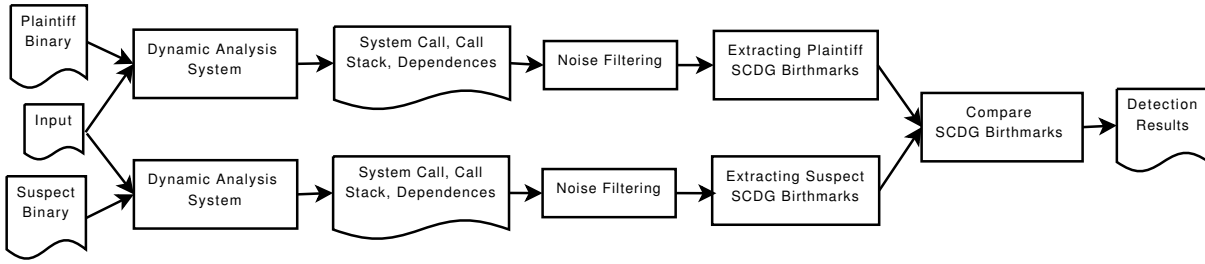 Plaintiff
Binary
Dynamic Analysis
System
System Call, Call
Stack, Dependences
Noise Filtering
Extracting Plaintiff
SCDG Birthmarks
Input
Compare
SCDG Birthmarks
Detection
Results
Suspect
Binary
Dynamic Analysis
System
System Call, Call
Stack, Dependences
Noise Filtering
Extracting Suspect
SCDG Birthmarks